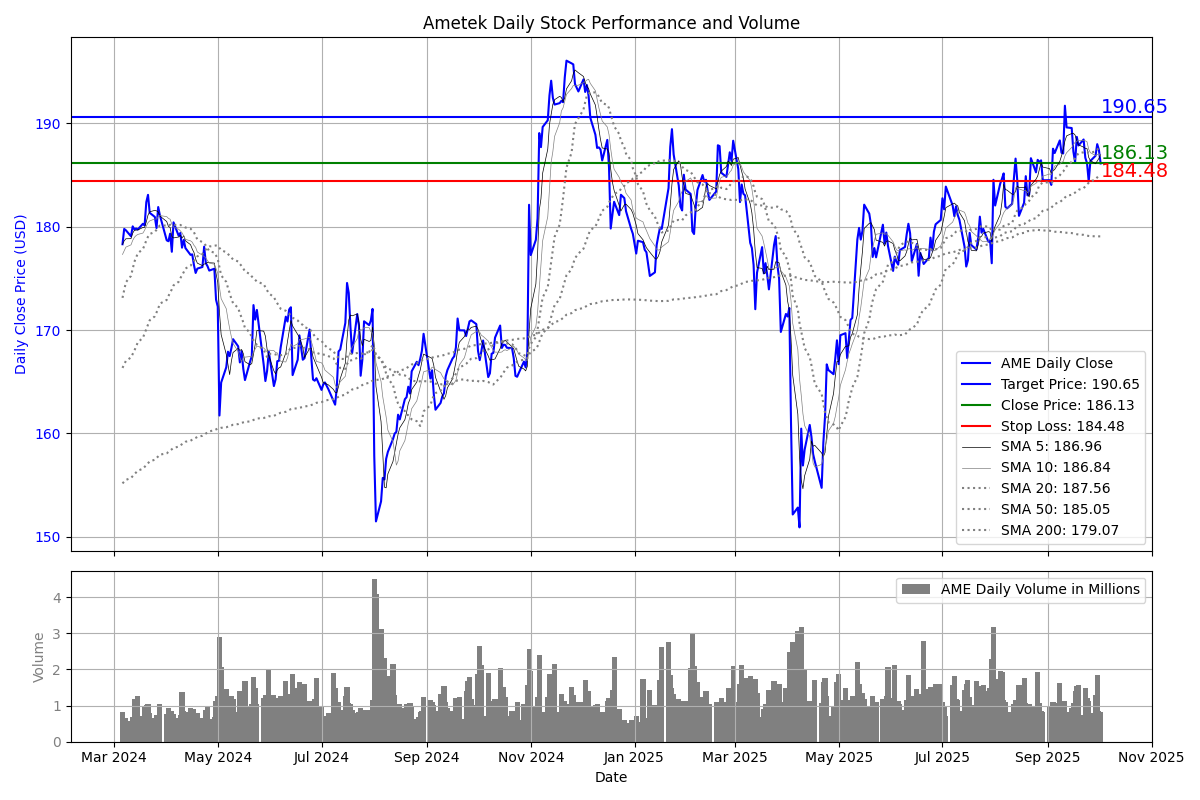 Ametek Daily Stock Performance and Volume
Daily Close Price (USD)
190
180
170
160
150
190.65
186.13
184.48
AME Daily Close
Target Price: 190.65
Close Price: 186.13
Stop Loss: 184.48
SMA 5: 186.96
SMA 10: 186.84
SMA 20: 187.56
SMA 50: 185.05
SMA 200: 179.07
Volume
4
3
2
1
0
AME Daily Volume in Millions
Mar 2024 May 2024 Jul 2024 Sep 2024 Nov 2024 Jan 2025 Mar 2025 May 2025 Jul 2025 Sep 2025 Nov 2025
Date